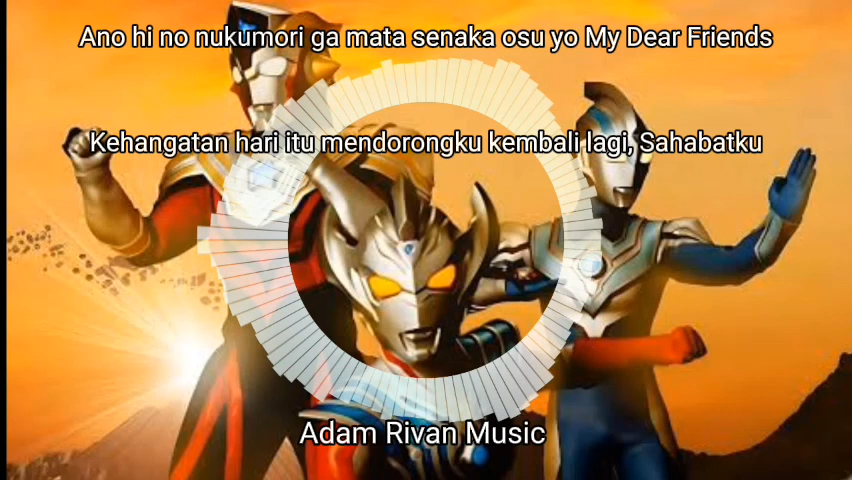 Ano hi no nukumori ga mata senaka osu yo My Dear Friends
Kehangatan hari itu mendorongku kembali lagi, Sahabatku
Adam Rivan Music